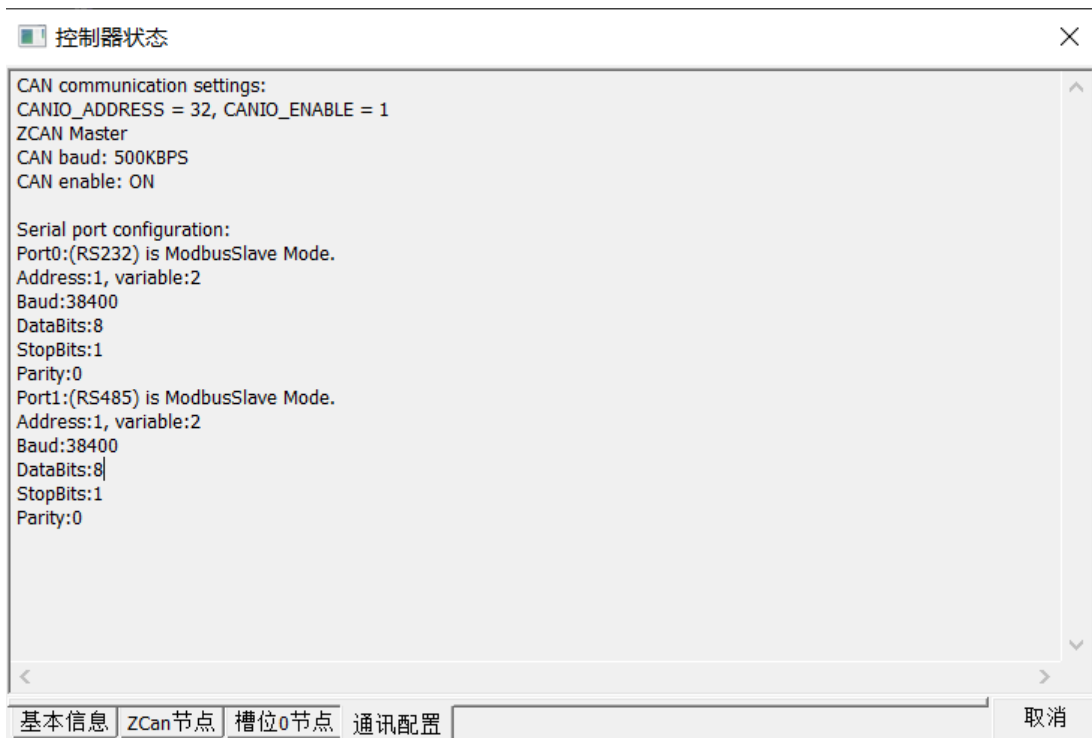 控制器状态
CAN communication settings:
CANIO_ADDRESS = 32, CANIO_ENABLE = 1
ZCAN Master
CAN baud: 500KBPS
CAN enable: ON
Serial port configuration:
Port0:(RS232) is ModbusSlave Mode.
Address:1, variable:2
Baud:38400
DataBits:8
StopBits:1
Parity:0
Port1:(RS485) is ModbusSlave Mode.
Address:1, variable:2
Baud:38400
DataBits:8
StopBits:1
Parity:0
基本信息 ZCan节点 槽位0节点 通讯配置 取消